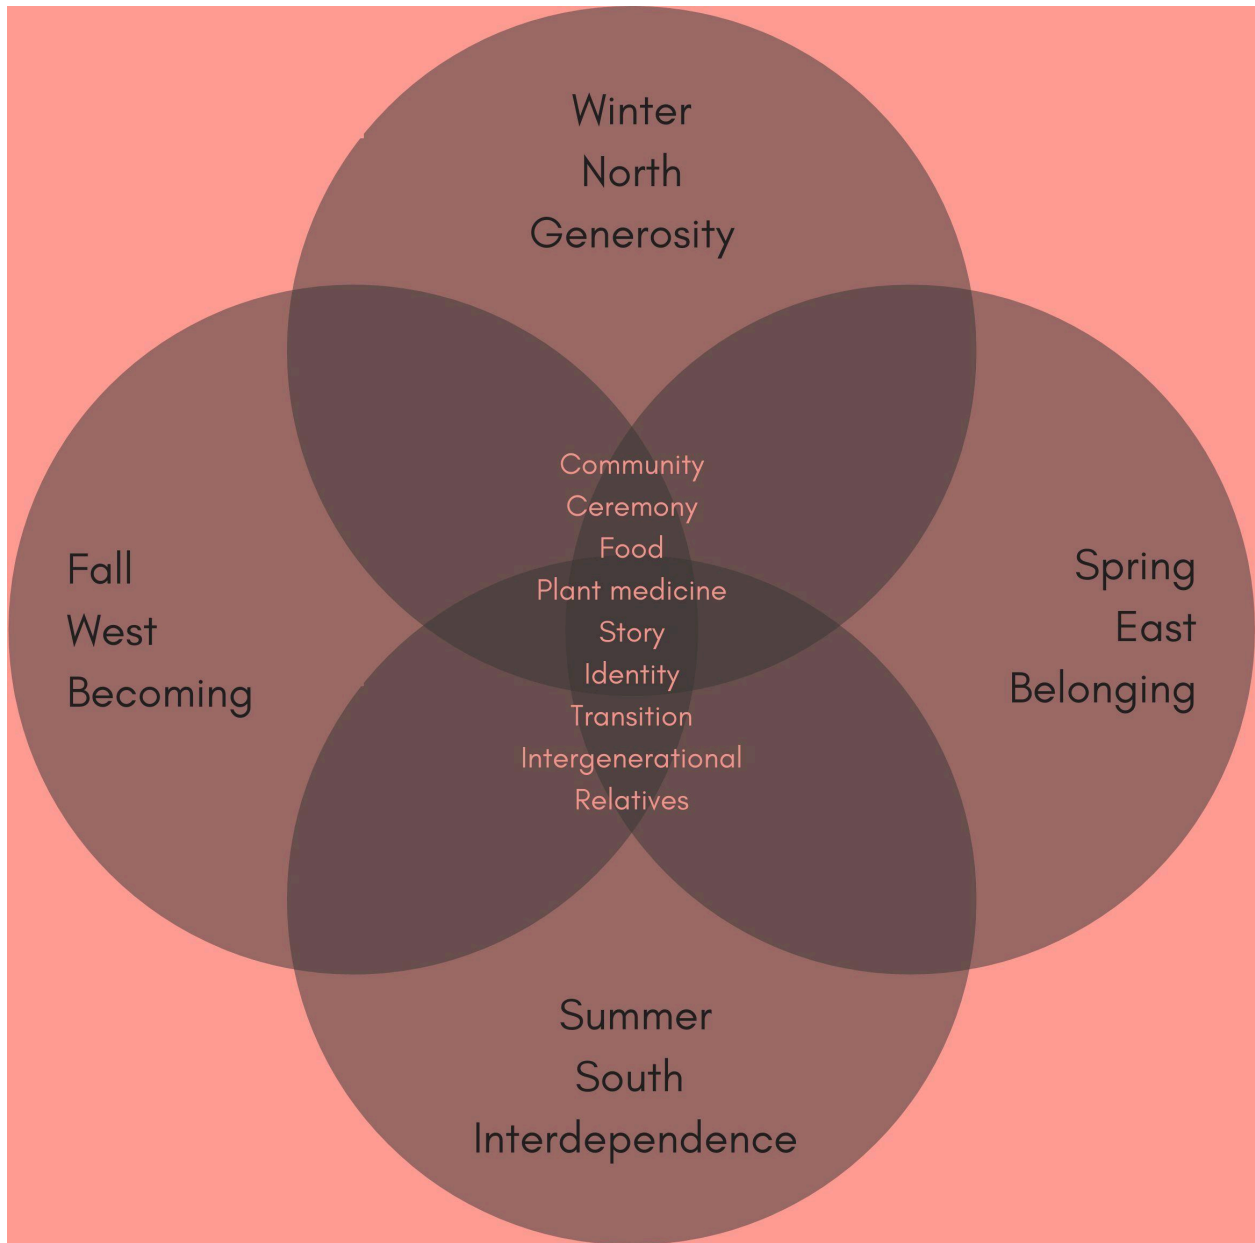 Winter
North
Generosity
Community
Ceremony
Food
Plant medicine
Story
Identity
Transition
Intergenerational
Relatives
Fall
West
Becoming
Spring
East
Belonging
Summer
South
Interdependence